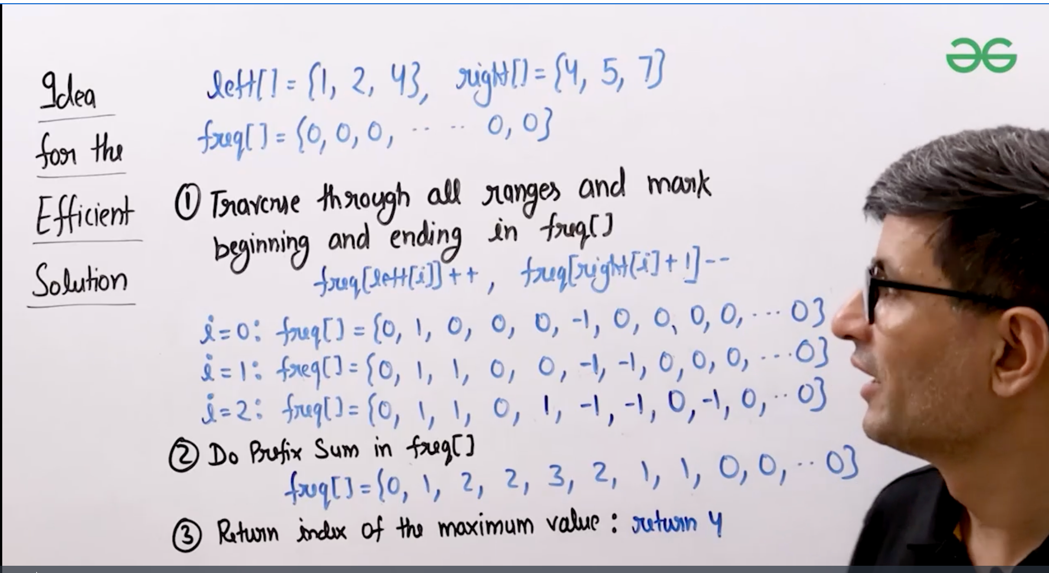 Idea
for the
Efficient
Solution
left[] = {1, 2, 4}, right[] = {4, 5, 7}
freq[] = {0, 0, 0, ‥ ‥ 0, 0}
① Traverse through all ranges and mark
beginning and ending in freq[]
freq[left[i]]++, freq[right[i]+1]--
i=0: freq[] = {0, 1, 0, 0, 0, -1, 0, 0, 0, 0, ... 0}
i=1: freq[] = {0, 1, 1, 0, 0, -1, -1, 0, 0, 0, ... 0}
i=2: freq[] = {0, 1, 1, 0, 1, -1, -1, 0, -1, 0, ‥ 0}
② Do Prefix Sum in freq[]
freq[] = {0, 1, 2, 2, 3, 2, 1, 1, 0, 0, ‥ 0}
③ Return index of the maximum value : return 4